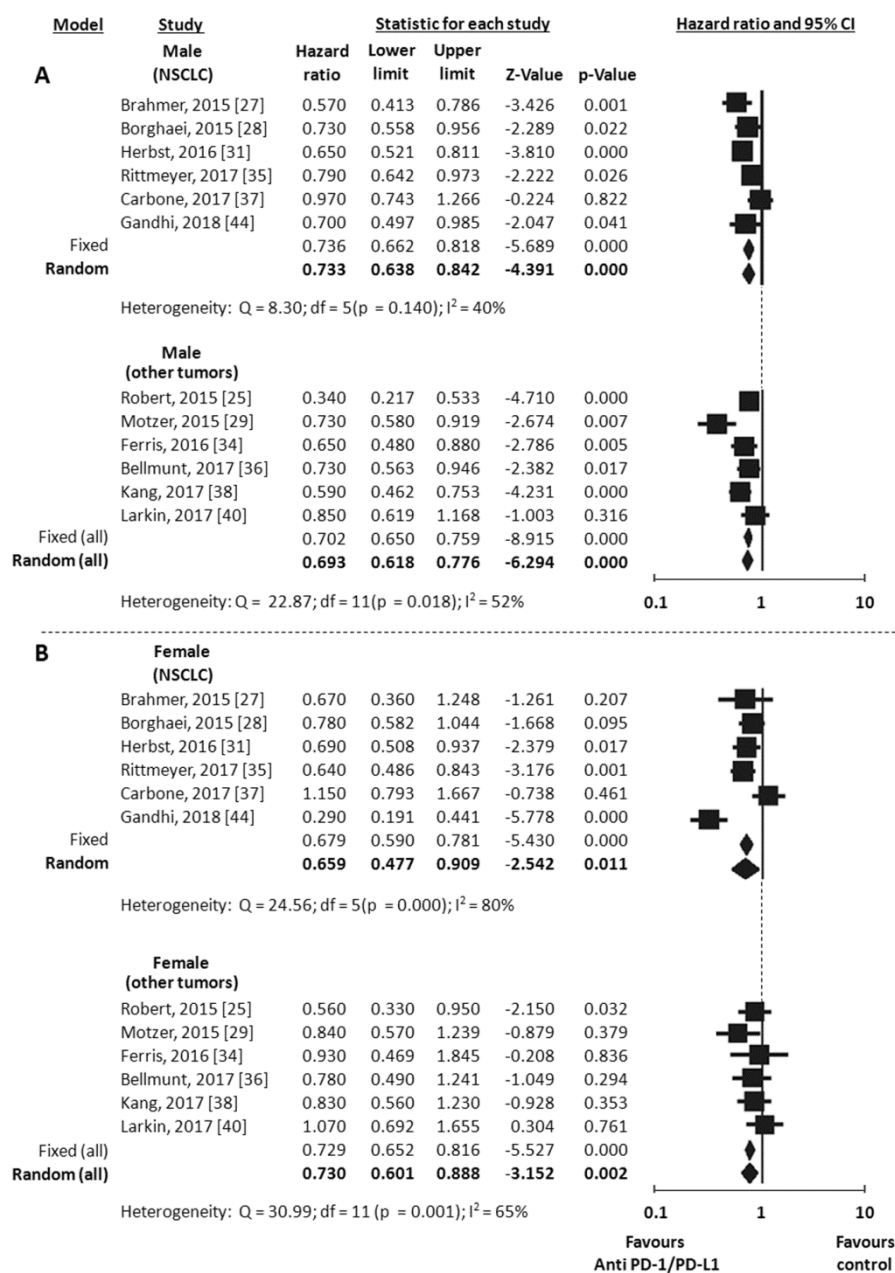 Model Study Statistic for each study Hazard ratio and 95% CI
Male Hazard Lower Upper
A (NSCLC) ratio limit limit Z-Value p-Value
Brahmer, 2015 [27] 0.570 0.413 0.786 -3.426 0.001
Borghaei, 2015 [28] 0.730 0.558 0.956 -2.289 0.022
Herbst, 2016 [31] 0.650 0.521 0.811 -3.810 0.000
Rittmeyer, 2017 [35] 0.790 0.642 0.973 -2.222 0.026
Carbone, 2017 [37] 0.970 0.743 1.266 -0.224 0.822
Gandhi, 2018 [44] 0.700 0.497 0.985 -2.047 0.041
Fixed 0.736 0.662 0.818 -5.689 0.000
Random 0.733 0.638 0.842 -4.391 0.000
Heterogeneity: Q = 8.30; df = 5(p = 0.140); I² = 40%
Male
(other tumors)
Robert, 2015 [25] 0.340 0.217 0.533 -4.710 0.000
Motzer, 2015 [29] 0.730 0.580 0.919 -2.674 0.007
Ferris, 2016 [34] 0.650 0.480 0.880 -2.786 0.005
Bellmunt, 2017 [36] 0.730 0.563 0.946 -2.382 0.017
Kang, 2017 [38] 0.590 0.462 0.753 -4.231 0.000
Larkin, 2017 [40] 0.850 0.619 1.168 -1.003 0.316
Fixed (all) 0.702 0.650 0.759 -8.915 0.000
Random (all) 0.693 0.618 0.776 -6.294 0.000
0.1 1 10
Heterogeneity: Q = 22.87; df = 11(p = 0.018); I² = 52%
B Female
(NSCLC)
Brahmer, 2015 [27] 0.670 0.360 1.248 -1.261 0.207
Borghaei, 2015 [28] 0.780 0.582 1.044 -1.668 0.095
Herbst, 2016 [31] 0.690 0.508 0.937 -2.379 0.017
Rittmeyer, 2017 [35] 0.640 0.486 0.843 -3.176 0.001
Carbone, 2017 [37] 1.150 0.793 1.667 -0.738 0.461
Gandhi, 2018 [44] 0.290 0.191 0.441 -5.778 0.000
Fixed 0.679 0.590 0.781 -5.430 0.000
Random 0.659 0.477 0.909 -2.542 0.011
Heterogeneity: Q = 24.56; df = 5(p = 0.000); I² = 80%
Female
(other tumors)
Robert, 2015 [25] 0.560 0.330 0.950 -2.150 0.032
Motzer, 2015 [29] 0.840 0.570 1.239 -0.879 0.379
Ferris, 2016 [34] 0.930 0.469 1.845 -0.208 0.836
Bellmunt, 2017 [36] 0.780 0.490 1.241 -1.049 0.294
Kang, 2017 [38] 0.830 0.560 1.230 -0.928 0.353
Larkin, 2017 [40] 1.070 0.692 1.655 0.304 0.761
Fixed (all) 0.729 0.652 0.816 -5.527 0.000
Random (all) 0.730 0.601 0.888 -3.152 0.002
Heterogeneity: Q = 30.99; df = 11 (p = 0.001); I² = 65%
0.1 1 10
Favours Favours
Anti PD-1/PD-L1 control